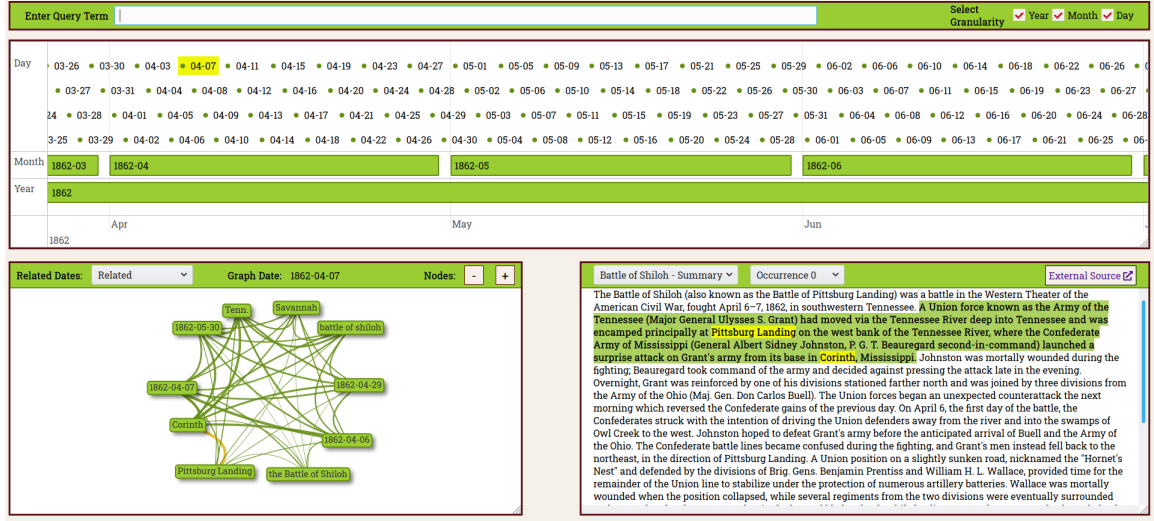 Enter Query Term
Select Granularity
Year Month Day
Day
03-26 03-30 04-03 04-07 04-11 04-15 04-19 04-23 04-27 05-01 05-05 05-09 05-13 05-17 05-21 05-25 05-29 06-02 06-06 06-10 06-14 06-18 06-22 06-26
03-27 03-31 04-04 04-08 04-12 04-16 04-20 04-24 04-28 05-02 05-06 05-10 05-14 05-18 05-22 05-26 05-30 06-03 06-07 06-11 06-15 06-19 06-23 06-27
24 03-28 04-01 04-05 04-09 04-13 04-17 04-21 04-25 04-29 05-03 05-07 05-11 05-15 05-19 05-23 05-27 05-31 06-04 06-08 06-12 06-16 06-20 06-24 06-28
3-25 03-29 04-02 04-06 04-10 04-14 04-18 04-22 04-26 04-30 05-04 05-08 05-12 05-16 05-20 05-24 05-28 06-01 06-05 06-09 06-13 06-17 06-21 06-25 06-
Month 1862-03 1862-04 1862-05 1862-06
Year 1862
Apr May Jun
1862
Related Dates: Related Graph Date: 1862-04-07 Nodes: - +
Tenn.
Savannah
1862-05-30
battle of shiloh
1862-04-07
1862-04-29
Corinth
1862-04-06
Pittsburg Landing
the Battle of Shiloh
Battle of Shiloh - Summary Occurrence 0 External Source
The Battle of Shiloh (also known as the Battle of Pittsburg Landing) was a battle in the Western Theater of the
American Civil War, fought April 6–7, 1862, in southwestern Tennessee. A Union force known as the Army of the
Tennessee (Major General Ulysses S. Grant) had moved via the Tennessee River deep into Tennessee and was
encamped principally at Pittsburg Landing on the west bank of the Tennessee River, where the Confederate
Army of Mississippi (General Albert Sidney Johnston, P. G. T. Beauregard second-in-command) launched a
surprise attack on Grant's army from its base in Corinth, Mississippi. Johnston was mortally wounded during the
fighting; Beauregard took command of the army and decided against pressing the attack late in the evening.
Overnight, Grant was reinforced by one of his divisions stationed farther north and was joined by three divisions from
the Army of the Ohio (Maj. Gen. Don Carlos Buell). The Union forces began an unexpected counterattack the next
morning which reversed the Confederate gains of the previous day. On April 6, the first day of the battle, the
Confederates struck with the intention of driving the Union defenders away from the river and into the swamps of
Owl Creek to the west. Johnston hoped to defeat Grant's army before the anticipated arrival of Buell and the Army of
the Ohio. The Confederate battle lines became confused during the fighting, and Grant's men instead fell back to the
northeast, in the direction of Pittsburg Landing. A Union position on a slightly sunken road, nicknamed the "Hornet's
Nest" and defended by the divisions of Brig. Gens. Benjamin Prentiss and William H. L. Wallace, provided time for the
remainder of the Union line to stabilize under the protection of numerous artillery batteries. Wallace was mortally
wounded when the position collapsed, while several regiments from the two divisions were eventually surrounded